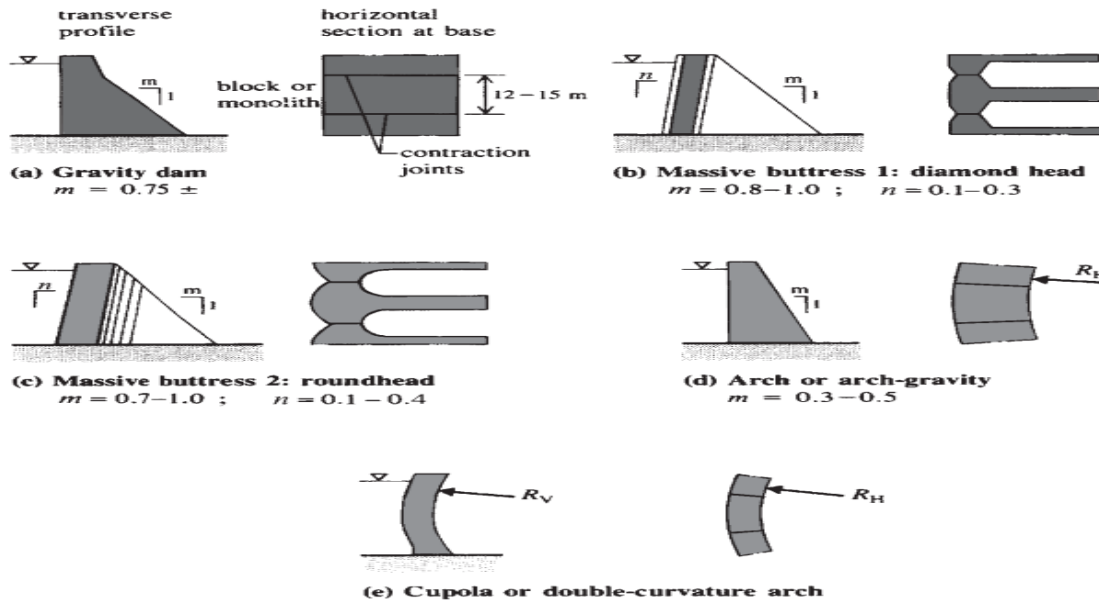 transverse
profile
horizontal
section at base
m
1
block or
monolith
12–15 m
contraction
joints
(a) Gravity dam
m = 0.75 ±
n
m
1
(b) Massive buttress 1: diamond head
m = 0.8–1.0 ; n = 0.1–0.3
n
m
1
(c) Massive buttress 2: roundhead
m = 0.7–1.0 ; n = 0.1–0.4
m
1
R
(d) Arch or arch-gravity
m = 0.3–0.5
RV
RH
(e) Cupola or double-curvature arch